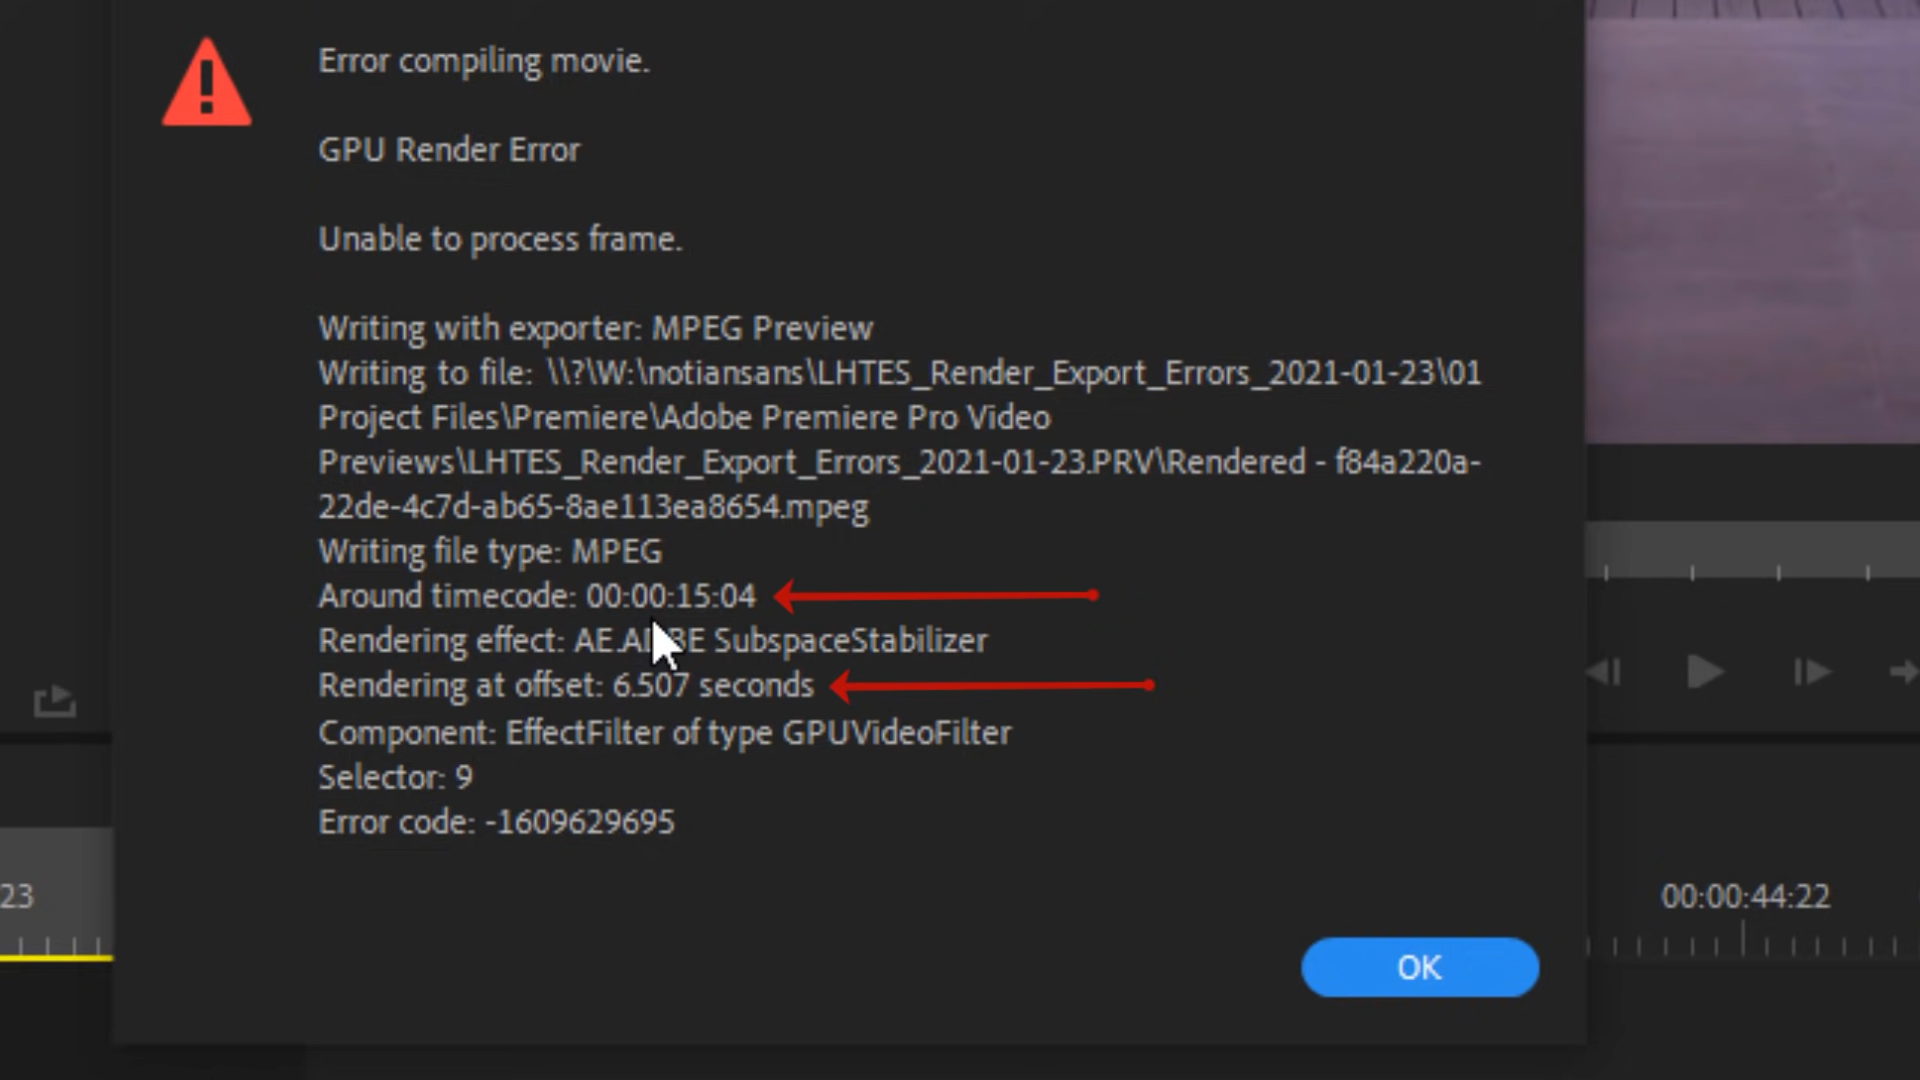 Error compiling movie.
GPU Render Error
Unable to process frame.
Writing with exporter: MPEG Preview
Writing to file: \\?\W:\notiansans\LHTES_Render_Export_Errors_2021-01-23\01
Project Files\Premiere\Adobe Premiere Pro Video
Previews\LHTES_Render_Export_Errors_2021-01-23.PRV\Rendered - f84a220a-
22de-4c7d-ab65-8ae113ea8654.mpeg
Writing file type: MPEG
Around timecode: 00:00:15:04
Rendering effect: SubspaceStabilizer
Rendering at offset: 6.507 seconds
Component: EffectFilter of type GPUVideoFilter
Selector: 9
Error code: -1609629695
23
00:00:44:22
OK